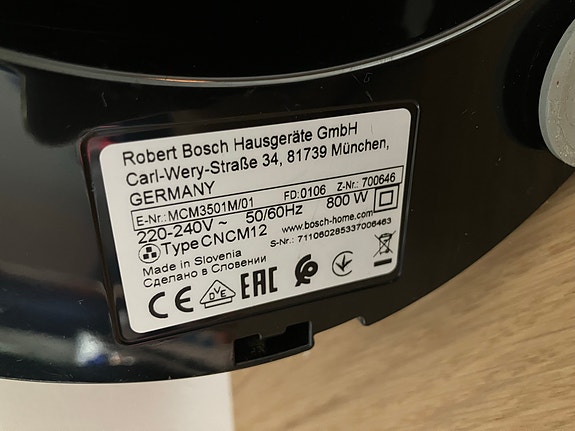 Robert Bosch Hausgeräte GmbH
Carl-Wery-Straße 34, 81739 München,
GERMANY
E-Nr.: MCM3501M/01 FD:0106 Z-Nr.: 700646
220-240V ~ 50/60Hz 800 W
Type CNCM12 www.bosch-home.com
Made in Slovenia S-Nr.: 711060285337006463
Сделано в Словении
CE DVE EAC